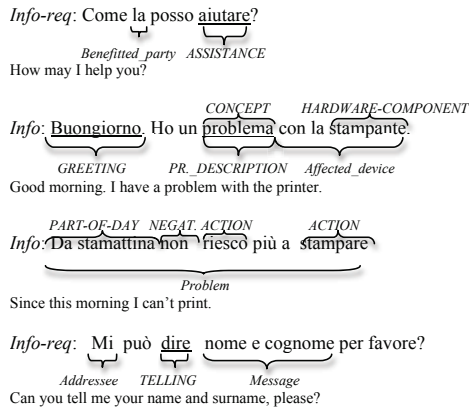 Info-req: Come la posso aiutare?
Benefitted_party ASSISTANCE
How may I help you?
CONCEPT HARDWARE-COMPONENT
Info: Buongiorno. Ho un problema con la stampante.
GREETING PR._DESCRIPTION Affected_device
Good morning. I have a problem with the printer.
PART-OF-DAY NEGAT. ACTION ACTION
Info: Da stamattina non riesco più a stampare
Problem
Since this morning I can't print.
Info-req: Mi può dire nome e cognome per favore?
Addressee TELLING Message
Can you tell me your name and surname, please?